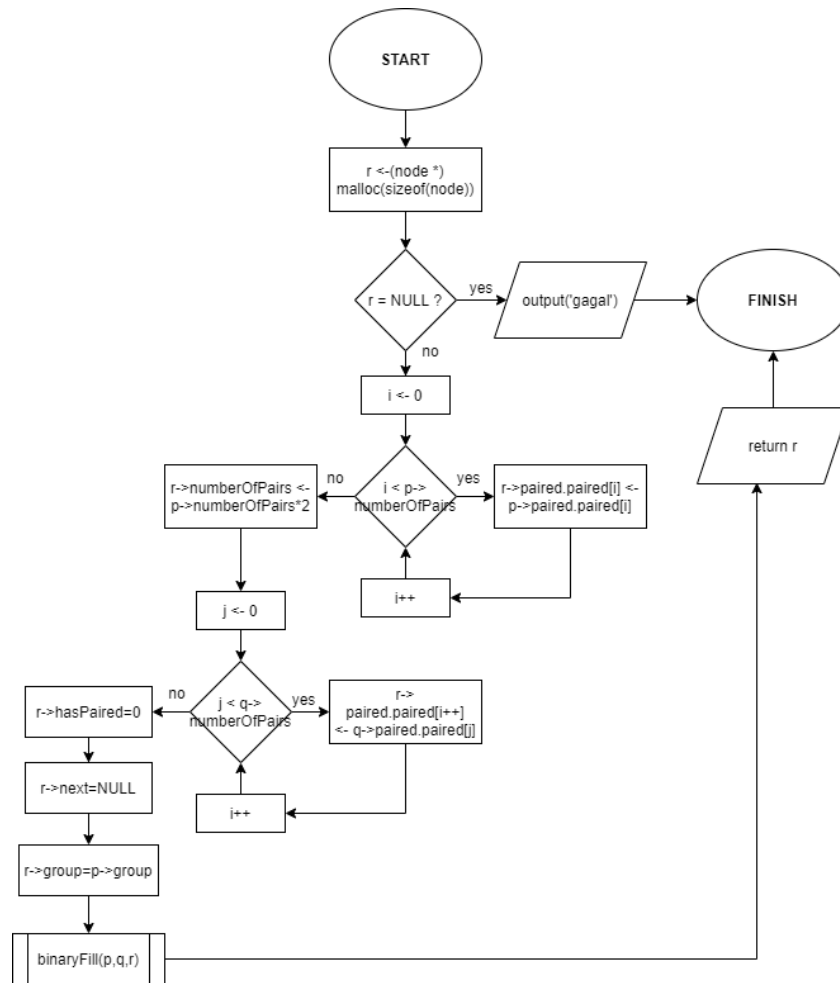 START
r <-(node *)
malloc(sizeof(node))
r = NULL ?
yes
output('gagal')
FINISH
no
i <- 0
return r
no
r->numberOfPairs <-
p->numberOfPairs*2
i < p->
numberOfPairs
yes
r->paired.paired[i] <-
p->paired.paired[i]
i++
j <- 0
no
r->hasPaired=0
j < q->
numberOfPairs
yes
r->
paired.paired[i++]
<- q->paired.paired[j]
r->next=NULL
i++
r->group=p->group
binaryFill(p,q,r)